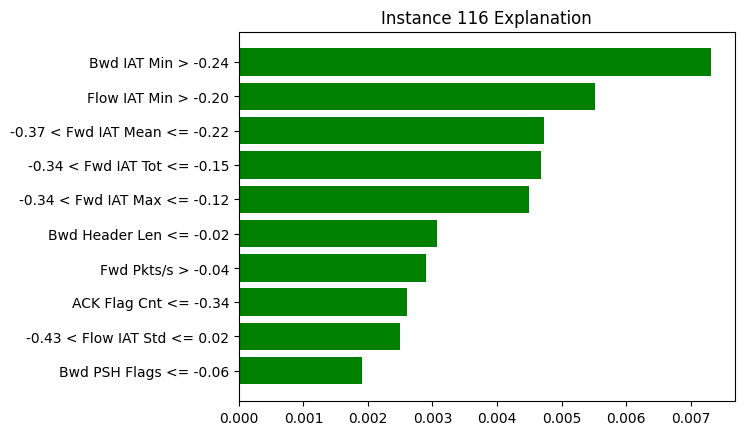 Instance 116 Explanation
Bwd IAT Min > -0.24
Flow IAT Min > -0.20
-0.37 < Fwd IAT Mean <= -0.22
-0.34 < Fwd IAT Tot <= -0.15
-0.34 < Fwd IAT Max <= -0.12
Bwd Header Len <= -0.02
Fwd Pkts/s > -0.04
ACK Flag Cnt <= -0.34
-0.43 < Flow IAT Std <= 0.02
Bwd PSH Flags <= -0.06
0.000 0.001 0.002 0.003 0.004 0.005 0.006 0.007